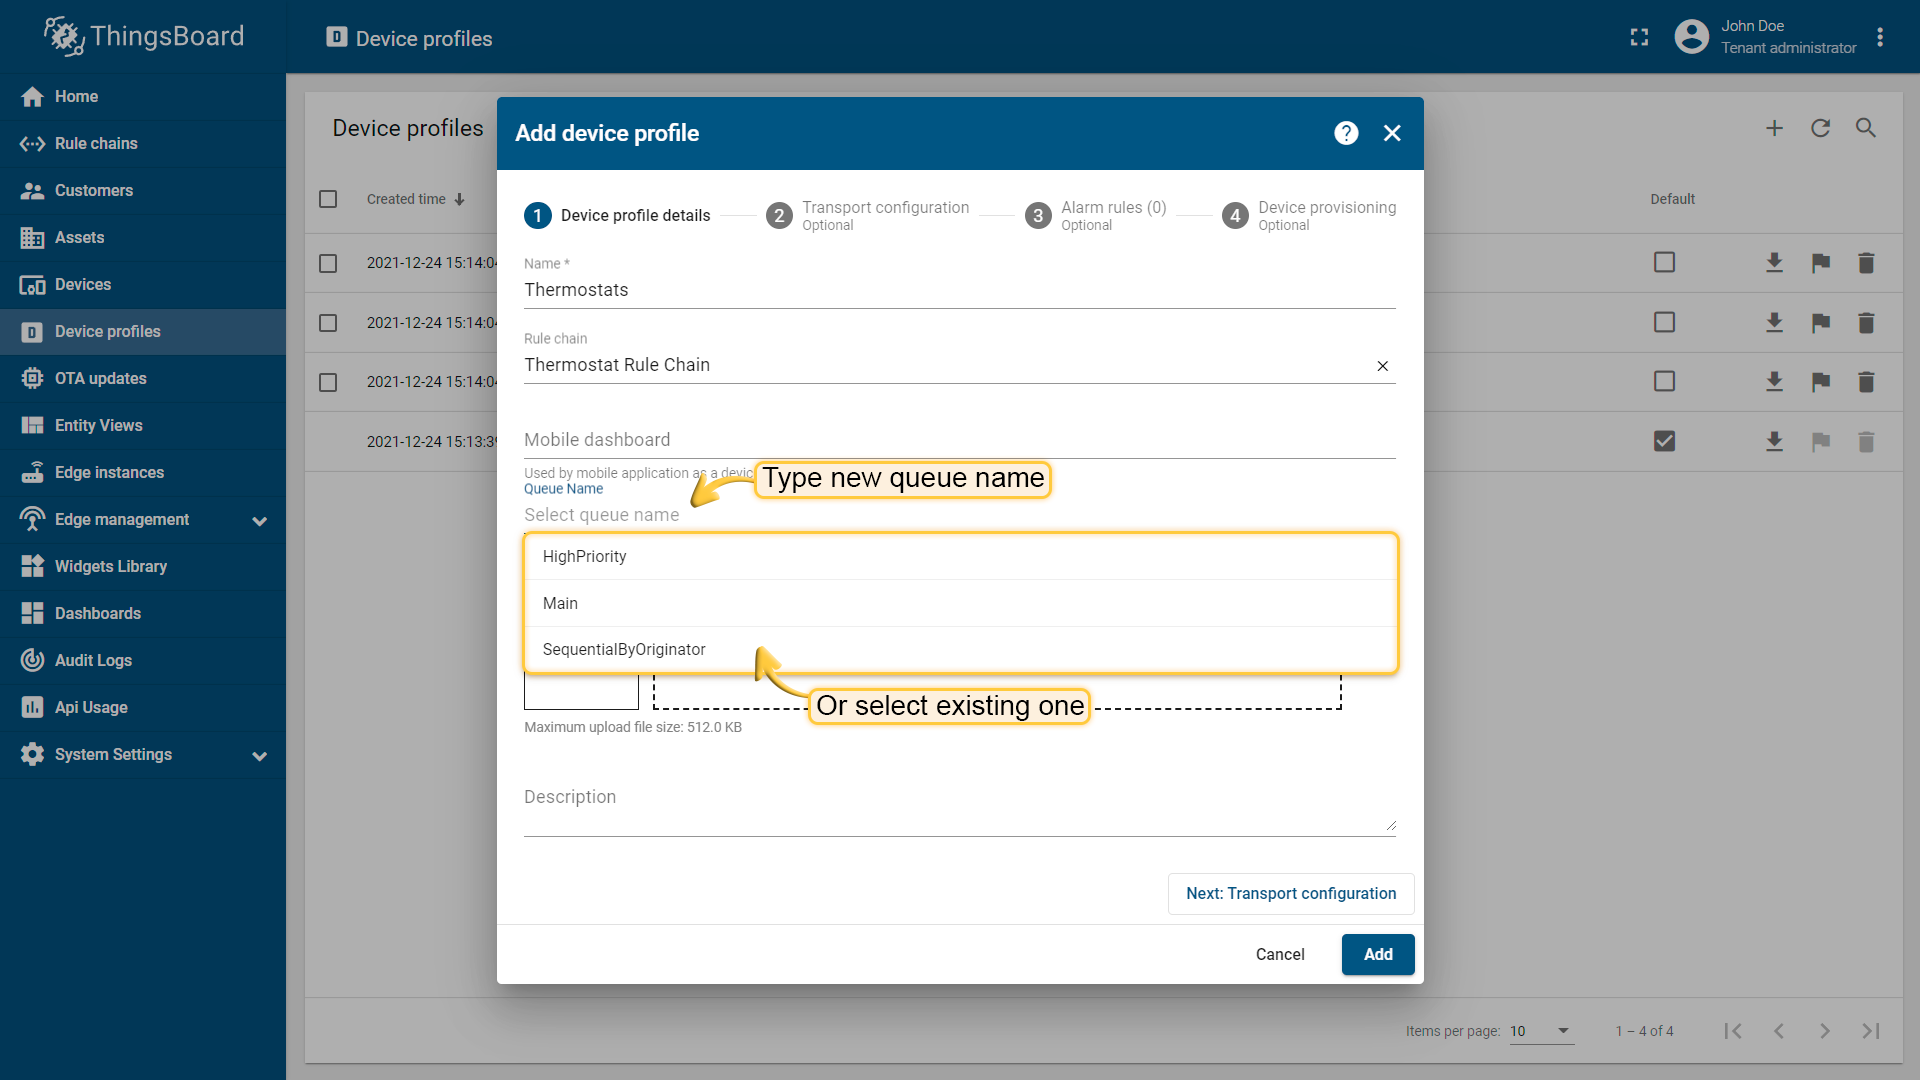 ThingsBoard
Device profiles
John Doe
Tenant administrator
Home
Rule chains
Customers
Assets
Devices
Device profiles
OTA updates
Entity Views
Edge instances
Edge management
Widgets Library
Dashboards
Audit Logs
Api Usage
System Settings
Device profiles
Created time
Default
2021-12-24 15:14:04
2021-12-24 15:14:04
2021-12-24 15:14:04
2021-12-24 15:13:39
Add device profile
1 Device profile details
2 Transport configuration
Optional
3 Alarm rules (0)
Optional
4 Device provisioning
Optional
Name *
Thermostats
Rule chain
Thermostat Rule Chain
Mobile dashboard
Used by mobile application as a devic
Type new queue name
Queue Name
Select queue name
HighPriority
Main
SequentialByOriginator
Or select existing one
Maximum upload file size: 512.0 KB
Description
Next: Transport configuration
Cancel
Add
Items per page: 10
1 – 4 of 4